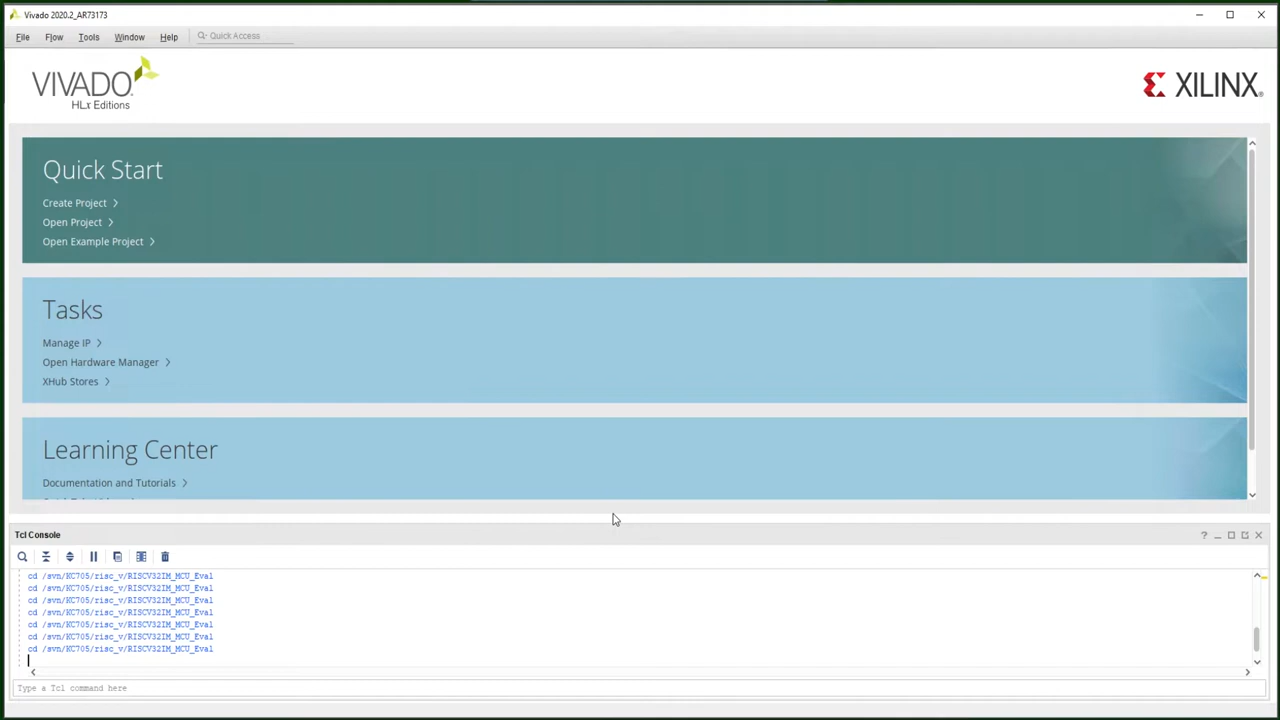 Vivado 2020.2_AR73173
File Flow Tools Window Help Quick Access
VIVADO
HLx Editions
XILINX
Quick Start
Create Project
Open Project
Open Example Project
Tasks
Manage IP
Open Hardware Manager
XHub Stores
Learning Center
Documentation and Tutorials
Tcl Console
cd /svn/KC705/risc_v/RISCV32IM_MCU_Eval
cd /svn/KC705/risc_v/RISCV32IM_MCU_Eval
cd /svn/KC705/risc_v/RISCV32IM_MCU_Eval
cd /svn/KC705/risc_v/RISCV32IM_MCU_Eval
cd /svn/KC705/risc_v/RISCV32IM_MCU_Eval
cd /svn/KC705/risc_v/RISCV32IM_MCU_Eval
cd /svn/KC705/risc_v/RISCV32IM_MCU_Eval
Type a Tcl command here